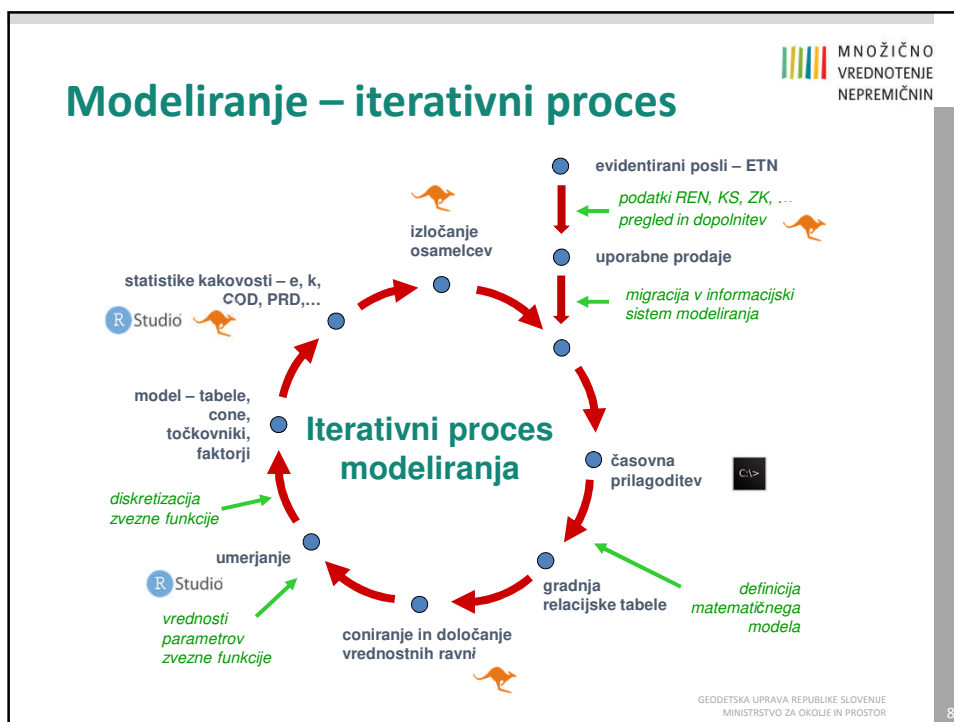 MNOŽIČNO
VREDNOTENJE
NEPREMIČNIN
Modeliranje – iterativni proces
evidentirani posli – ETN
podatki REN, KS, ZK, …
pregled in dopolnitev
uporabne prodaje
migracija v informacijski
sistem modeliranja
izločanje
osamelcev
statistike kakovosti – e, k,
COD, PRD,…
R Studio
model – tabele,
cone,
točkovniki,
faktorji
Iterativni proces
modeliranja
časovna
prilagoditev
C:\>
diskretizacija
zvezne funkcije
umerjanje
R Studio
gradnja
relacijske tabele
definicija
matematičnega
modela
vrednosti
parametrov
zvezne funkcije
coniranje in določanje
vrednostnih ravni
GEODETSKA UPRAVA REPUBLIKE SLOVENIJE
MINISTRSTVO ZA OKOLJE IN PROSTOR
8